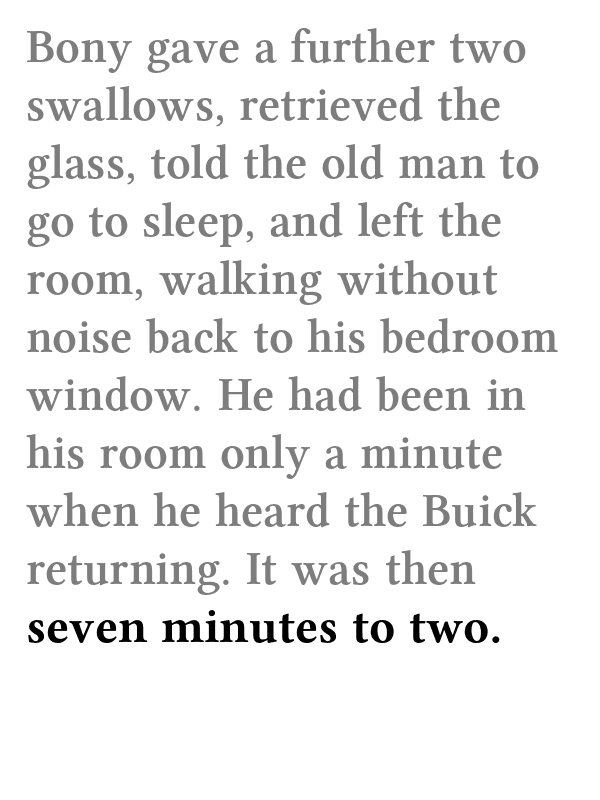 Bony gave a further two
swallows, retrieved the
glass, told the old man to
go to sleep, and left the
room, walking without
noise back to his bedroom
window. He had been in
his room only a minute
when he heard the Buick
returning. It was then
seven minutes to two.